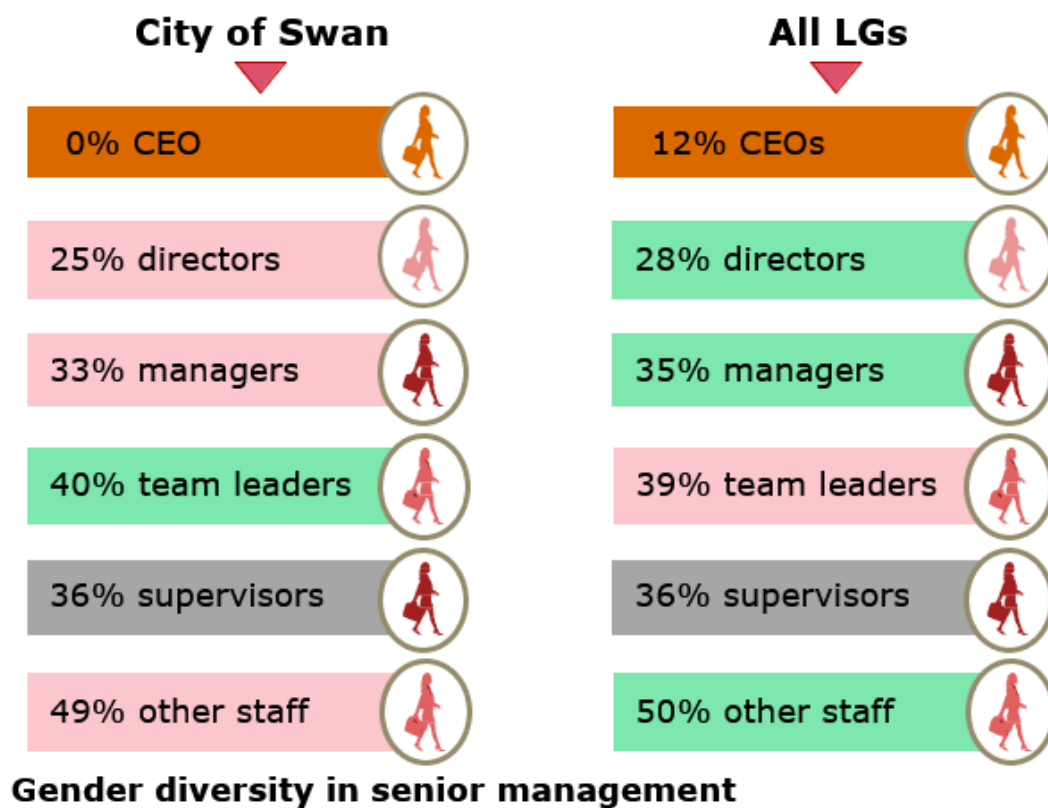 City of Swan
All LGs
0% CEO
12% CEOs
25% directors
28% directors
33% managers
35% managers
40% team leaders
39% team leaders
36% supervisors
36% supervisors
49% other staff
50% other staff
Gender diversity in senior management